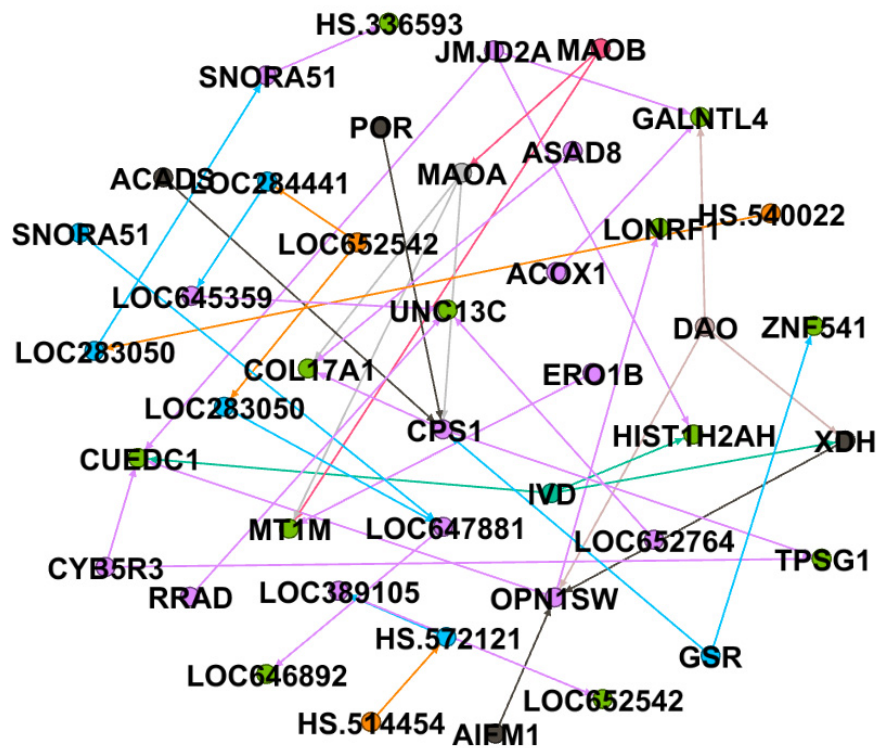 HS.336593
JMJD2A
MAOB
SNORA51
GALNTL4
POR
ASAD8
MAOA
ACADS
LOC284441
HS.540022
LONRF1
SNORA51
LOC652542
ACOX1
LOC645359
UNC13C
DAO
ZNF541
LOC283050
COL17A1
ERO1B
LOC283050
CPS1
HIST1H2AH
XDH
CUEDC1
IVD
MT1M
LOC647881
LOC652764
TPSG1
CYB5R3
RRAD
LOC389105
OPN1SW
HS.572121
GSR
LOC646892
LOC652542
HS.514454
AIFM1